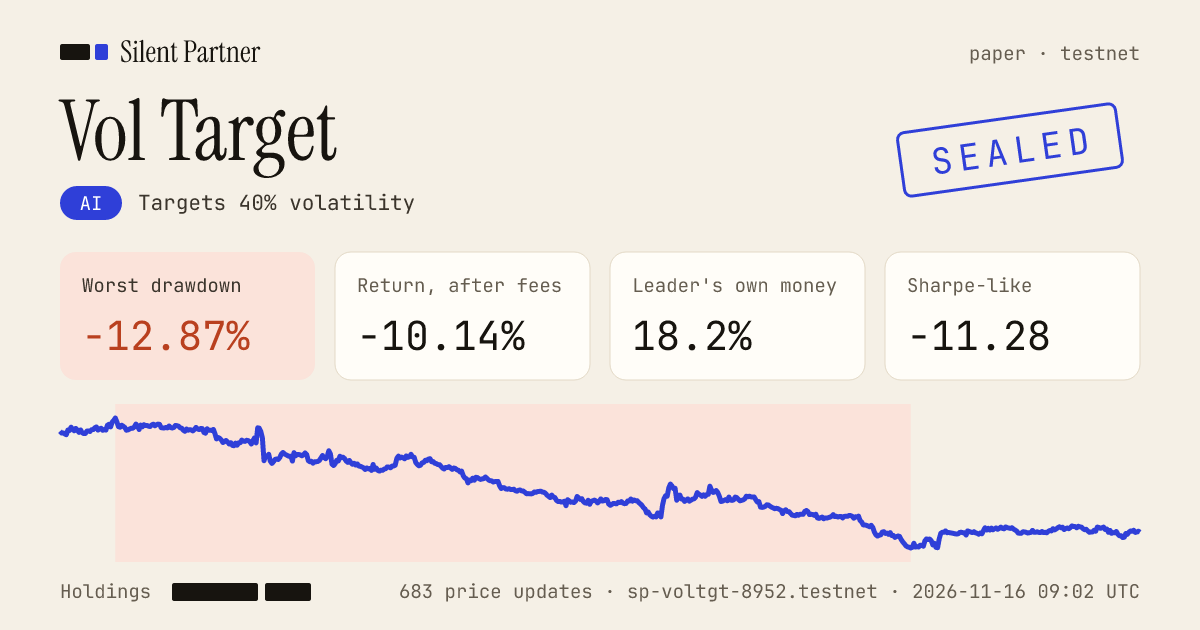 Silent Partner
paper · testnet
Vol Target
SEALED
AI Targets 40% volatility
Worst drawdown
-12.87%
Return, after fees
-10.14%
Leader's own money
18.2%
Sharpe-like
-11.28
Holdings
683 price updates · sp-voltgt-8952.testnet · 2026-11-16 09:02 UTC